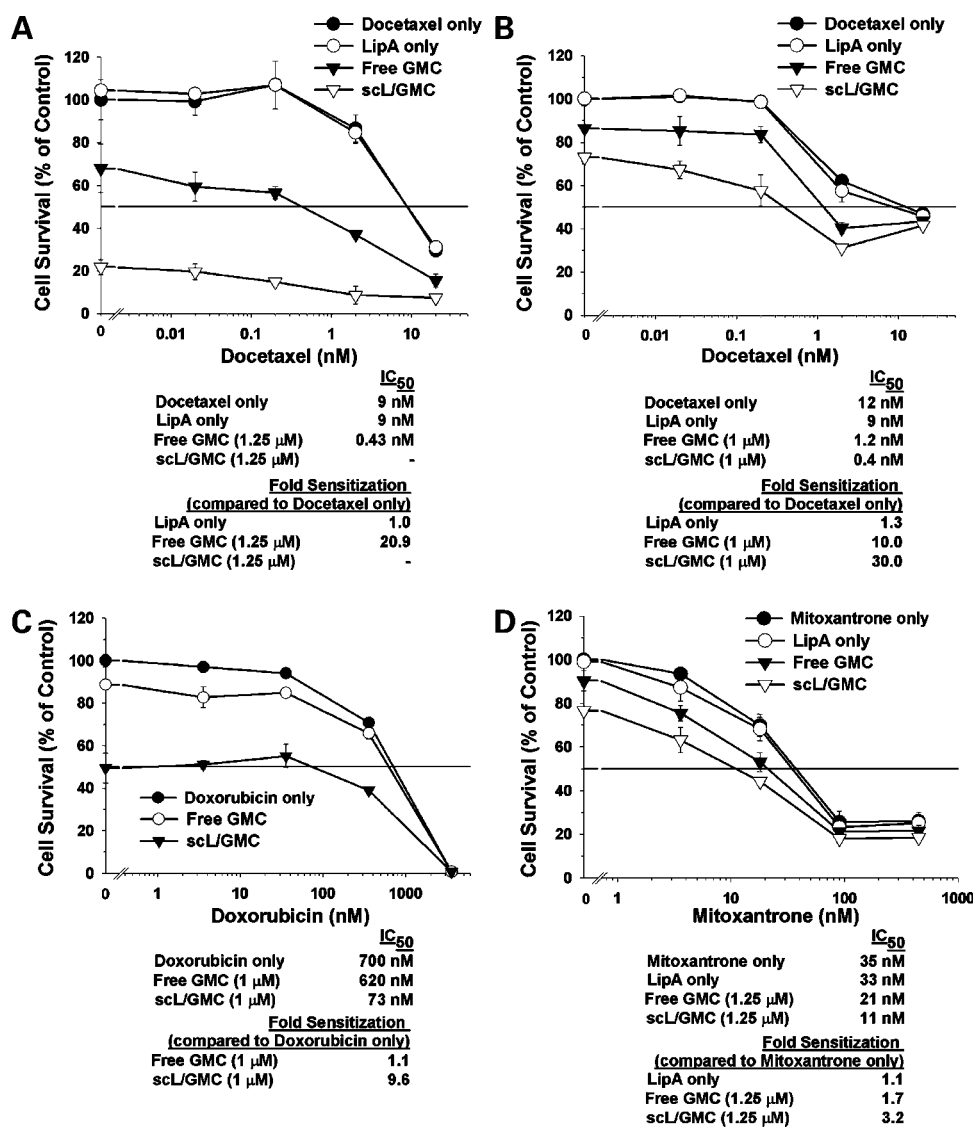 A
Docetaxel only
LipA only
Free GMC
scL/GMC
Cell Survival (% of Control)
120
100
80
60
40
20
0
0 0.01 0.1 1 10
Docetaxel (nM)
IC50
Docetaxel only 9 nM
LipA only 9 nM
Free GMC (1.25 μM) 0.43 nM
scL/GMC (1.25 μM) -
Fold Sensitization
(compared to Docetaxel only)
LipA only 1.0
Free GMC (1.25 μM) 20.9
scL/GMC (1.25 μM) -
B
Docetaxel only
LipA only
Free GMC
scL/GMC
Cell Survival (% of Control)
120
100
80
60
40
20
0
0 0.01 0.1 1 10
Docetaxel (nM)
IC50
Docetaxel only 12 nM
LipA only 9 nM
Free GMC (1 μM) 1.2 nM
scL/GMC (1 μM) 0.4 nM
Fold Sensitization
(compared to Docetaxel only)
LipA only 1.3
Free GMC (1 μM) 10.0
scL/GMC (1 μM) 30.0
C
Cell Survival (% of Control)
120
100
80
60
40
20
0
Doxorubicin only
Free GMC
scL/GMC
0 1 10 100 1000
Doxorubicin (nM)
IC50
Doxorubicin only 700 nM
Free GMC (1 μM) 620 nM
scL/GMC (1 μM) 73 nM
Fold Sensitization
(compared to Doxorubicin only)
Free GMC (1 μM) 1.1
scL/GMC (1 μM) 9.6
D
Mitoxantrone only
LipA only
Free GMC
scL/GMC
Cell Survival (% of Control)
120
100
80
60
40
20
0
0 1 10 100 1000
Mitoxantrone (nM)
IC50
Mitoxantrone only 35 nM
LipA only 33 nM
Free GMC (1.25 μM) 21 nM
scL/GMC (1.25 μM) 11 nM
Fold Sensitization
(compared to Mitoxantrone only)
LipA only 1.1
Free GMC (1.25 μM) 1.7
scL/GMC (1.25 μM) 3.2